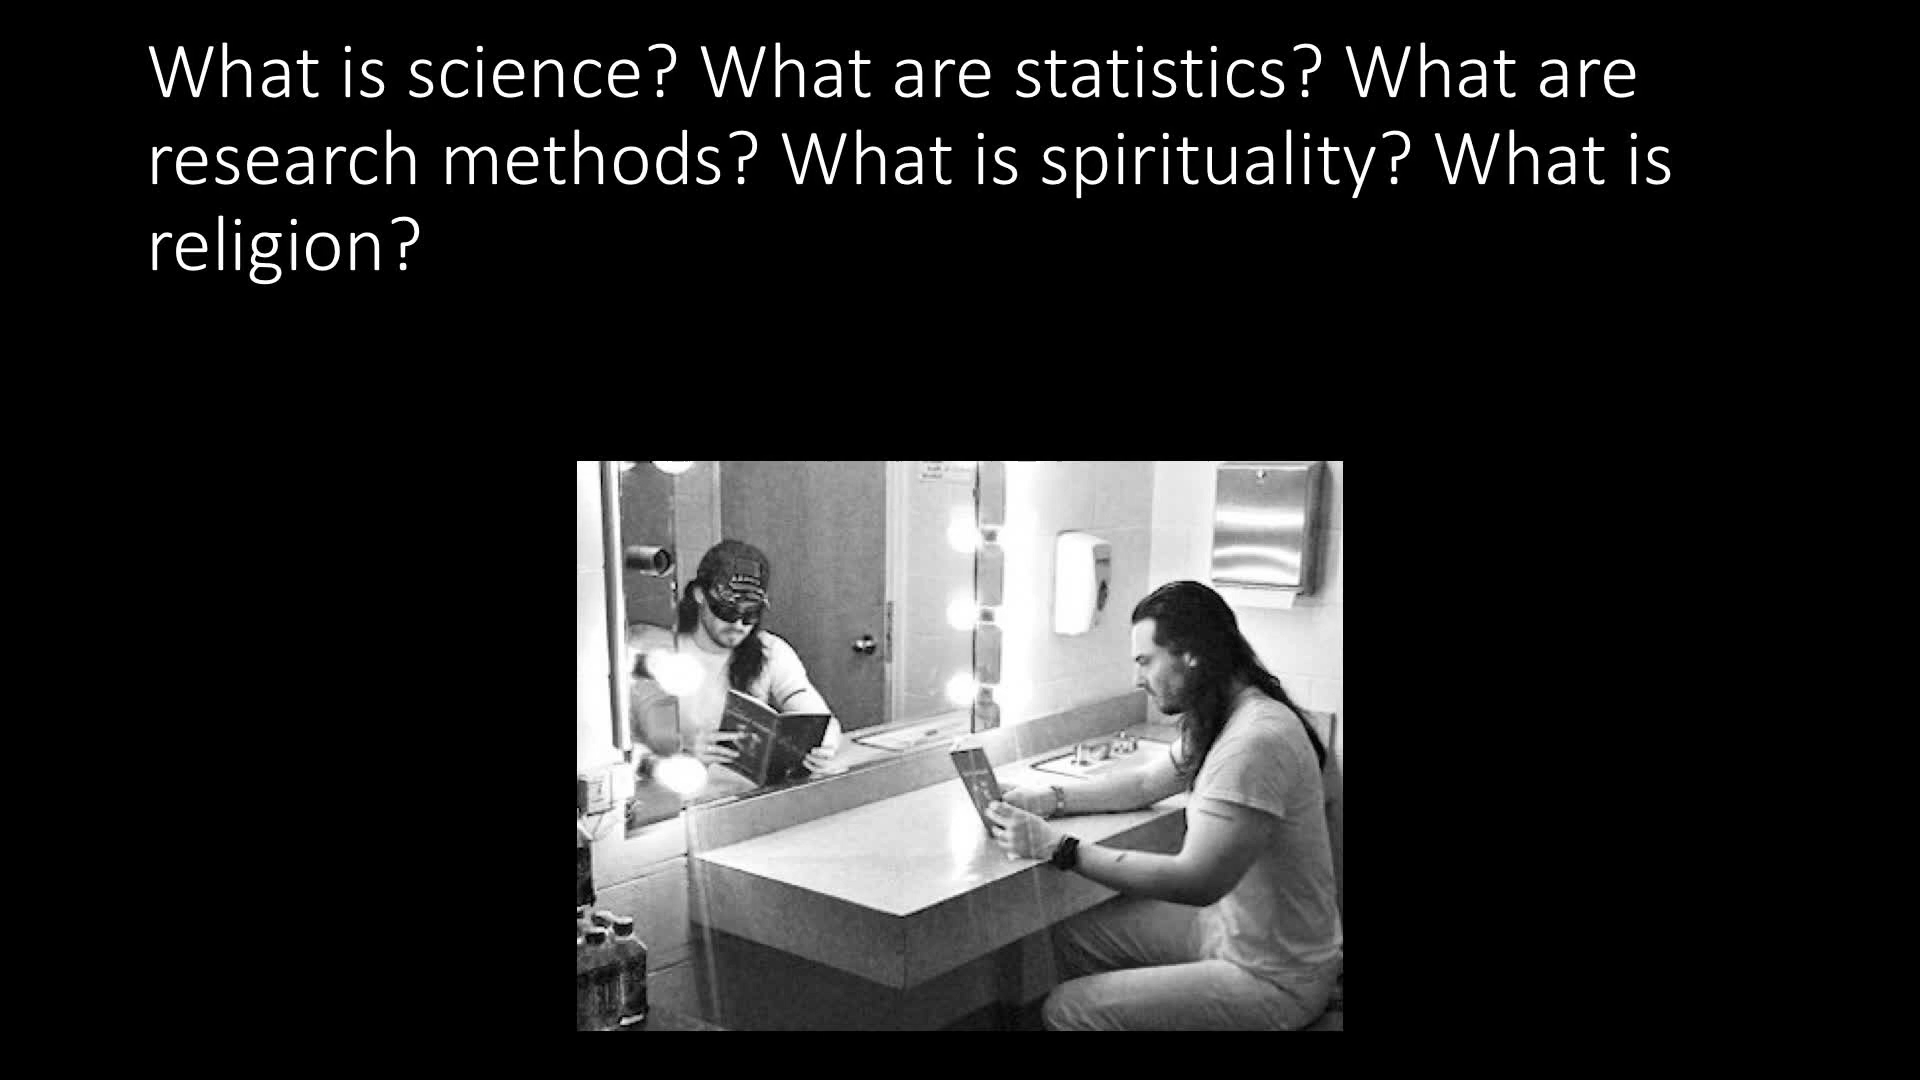 What is science? What are statistics? What are
research methods? What is spirituality? What is
religion?